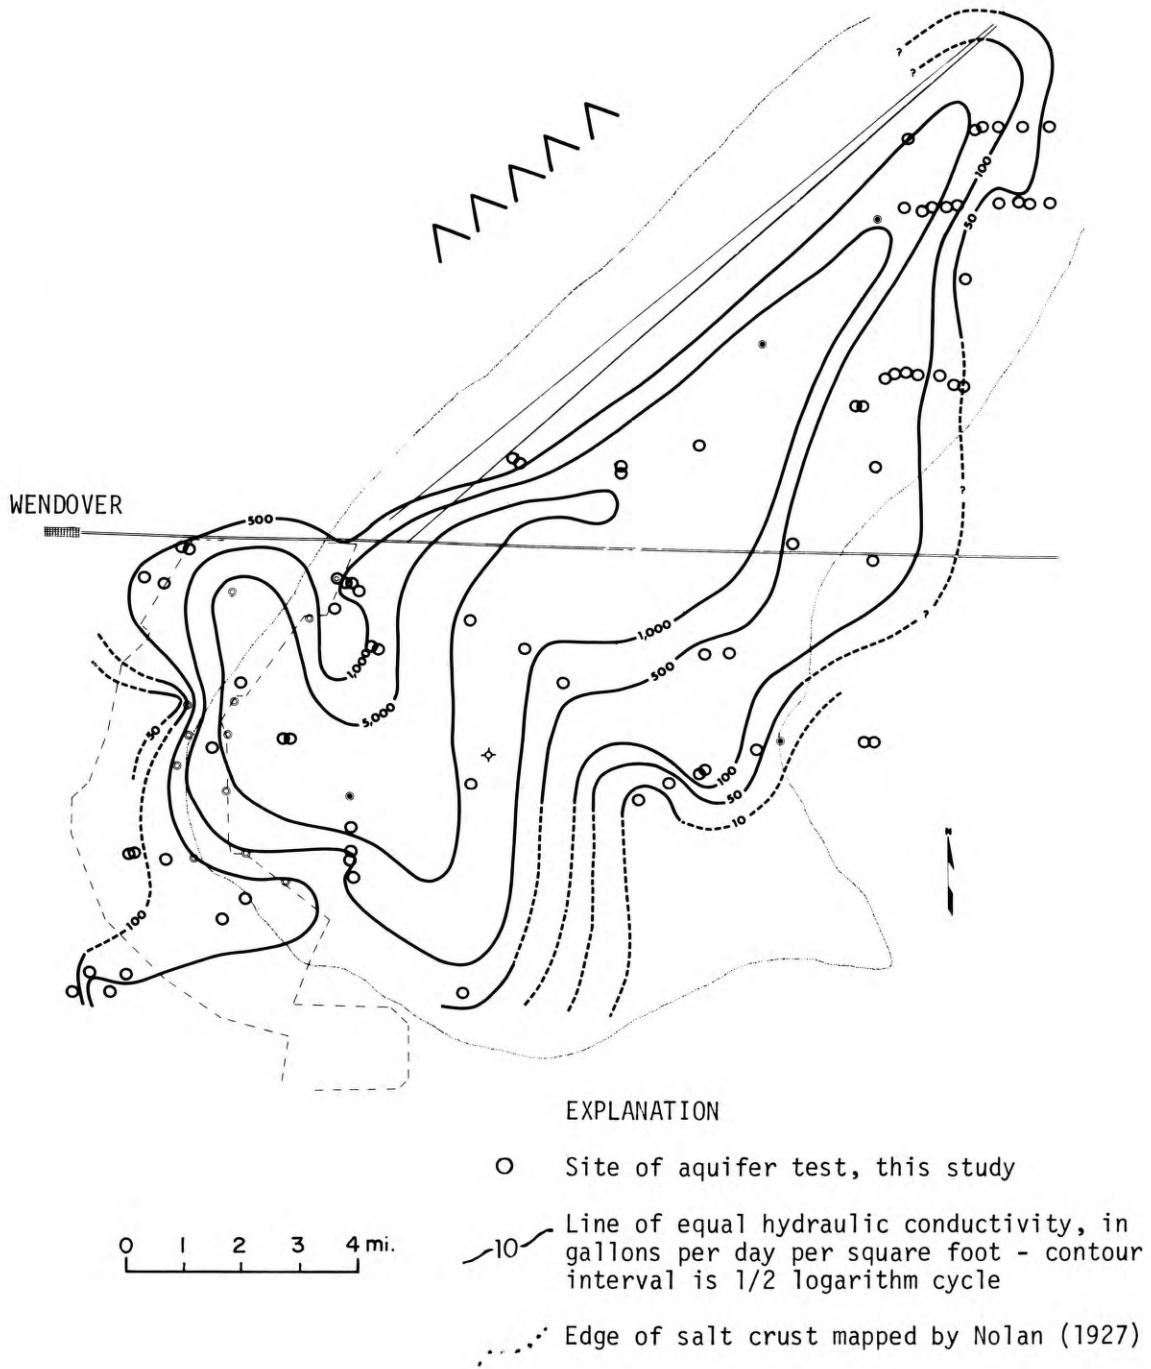 ?
?
100
50
WENDOVER
500
?
?
1,000
1,000
500
5,000
50
100
50
10
N
100
EXPLANATION
Site of aquifer test, this study
Line of equal hydraulic conductivity, in
gallons per day per square foot - contour
interval is 1/2 logarithm cycle
10
0 1 2 3 4 mi.
Edge of salt crust mapped by Nolan (1927)